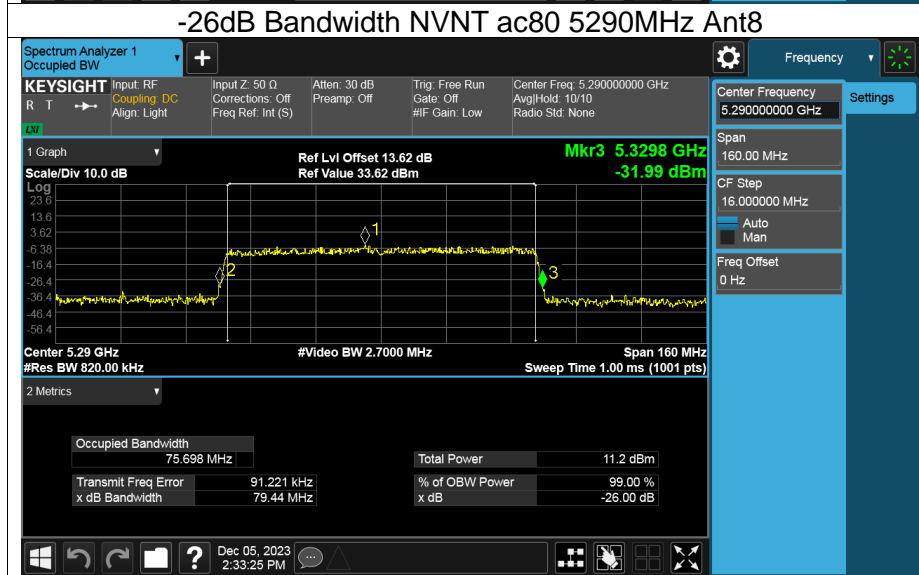 -26dB Bandwidth NVNT ac80 5290MHz Ant8
Spectrum Analyzer 1
Occupied BW
+
Frequency
KEYSIGHT
R T
LXI
Input: RF
Coupling: DC
Align: Light
Input Z: 50 Ω
Corrections: Off
Freq Ref: Int (S)
Atten: 30 dB
Preamp: Off
Trig: Free Run
Gate: Off
#IF Gain: Low
Center Freq: 5.290000000 GHz
Avg|Hold: 10/10
Radio Std: None
Center Frequency
5.290000000 GHz
Settings
Span
160.00 MHz
CF Step
16.000000 MHz
Auto
Man
Freq Offset
0 Hz
1 Graph
Ref Lvl Offset 13.62 dB
Mkr3 5.3298 GHz
Scale/Div 10.0 dB
Ref Value 33.62 dBm
-31.99 dBm
Log
23.6
13.6
3.62
-6.38
-16.4
-26.4
-36.4
-46.4
-56.4
1
2
3
Center 5.29 GHz
#Video BW 2.7000 MHz
Span 160 MHz
#Res BW 820.00 kHz
Sweep Time 1.00 ms (1001 pts)
2 Metrics
Occupied Bandwidth
75.698 MHz
Total Power 11.2 dBm
Transmit Freq Error 91.221 kHz
% of OBW Power 99.00 %
x dB Bandwidth 79.44 MHz
x dB -26.00 dB
?
Dec 05, 2023
2:33:25 PM